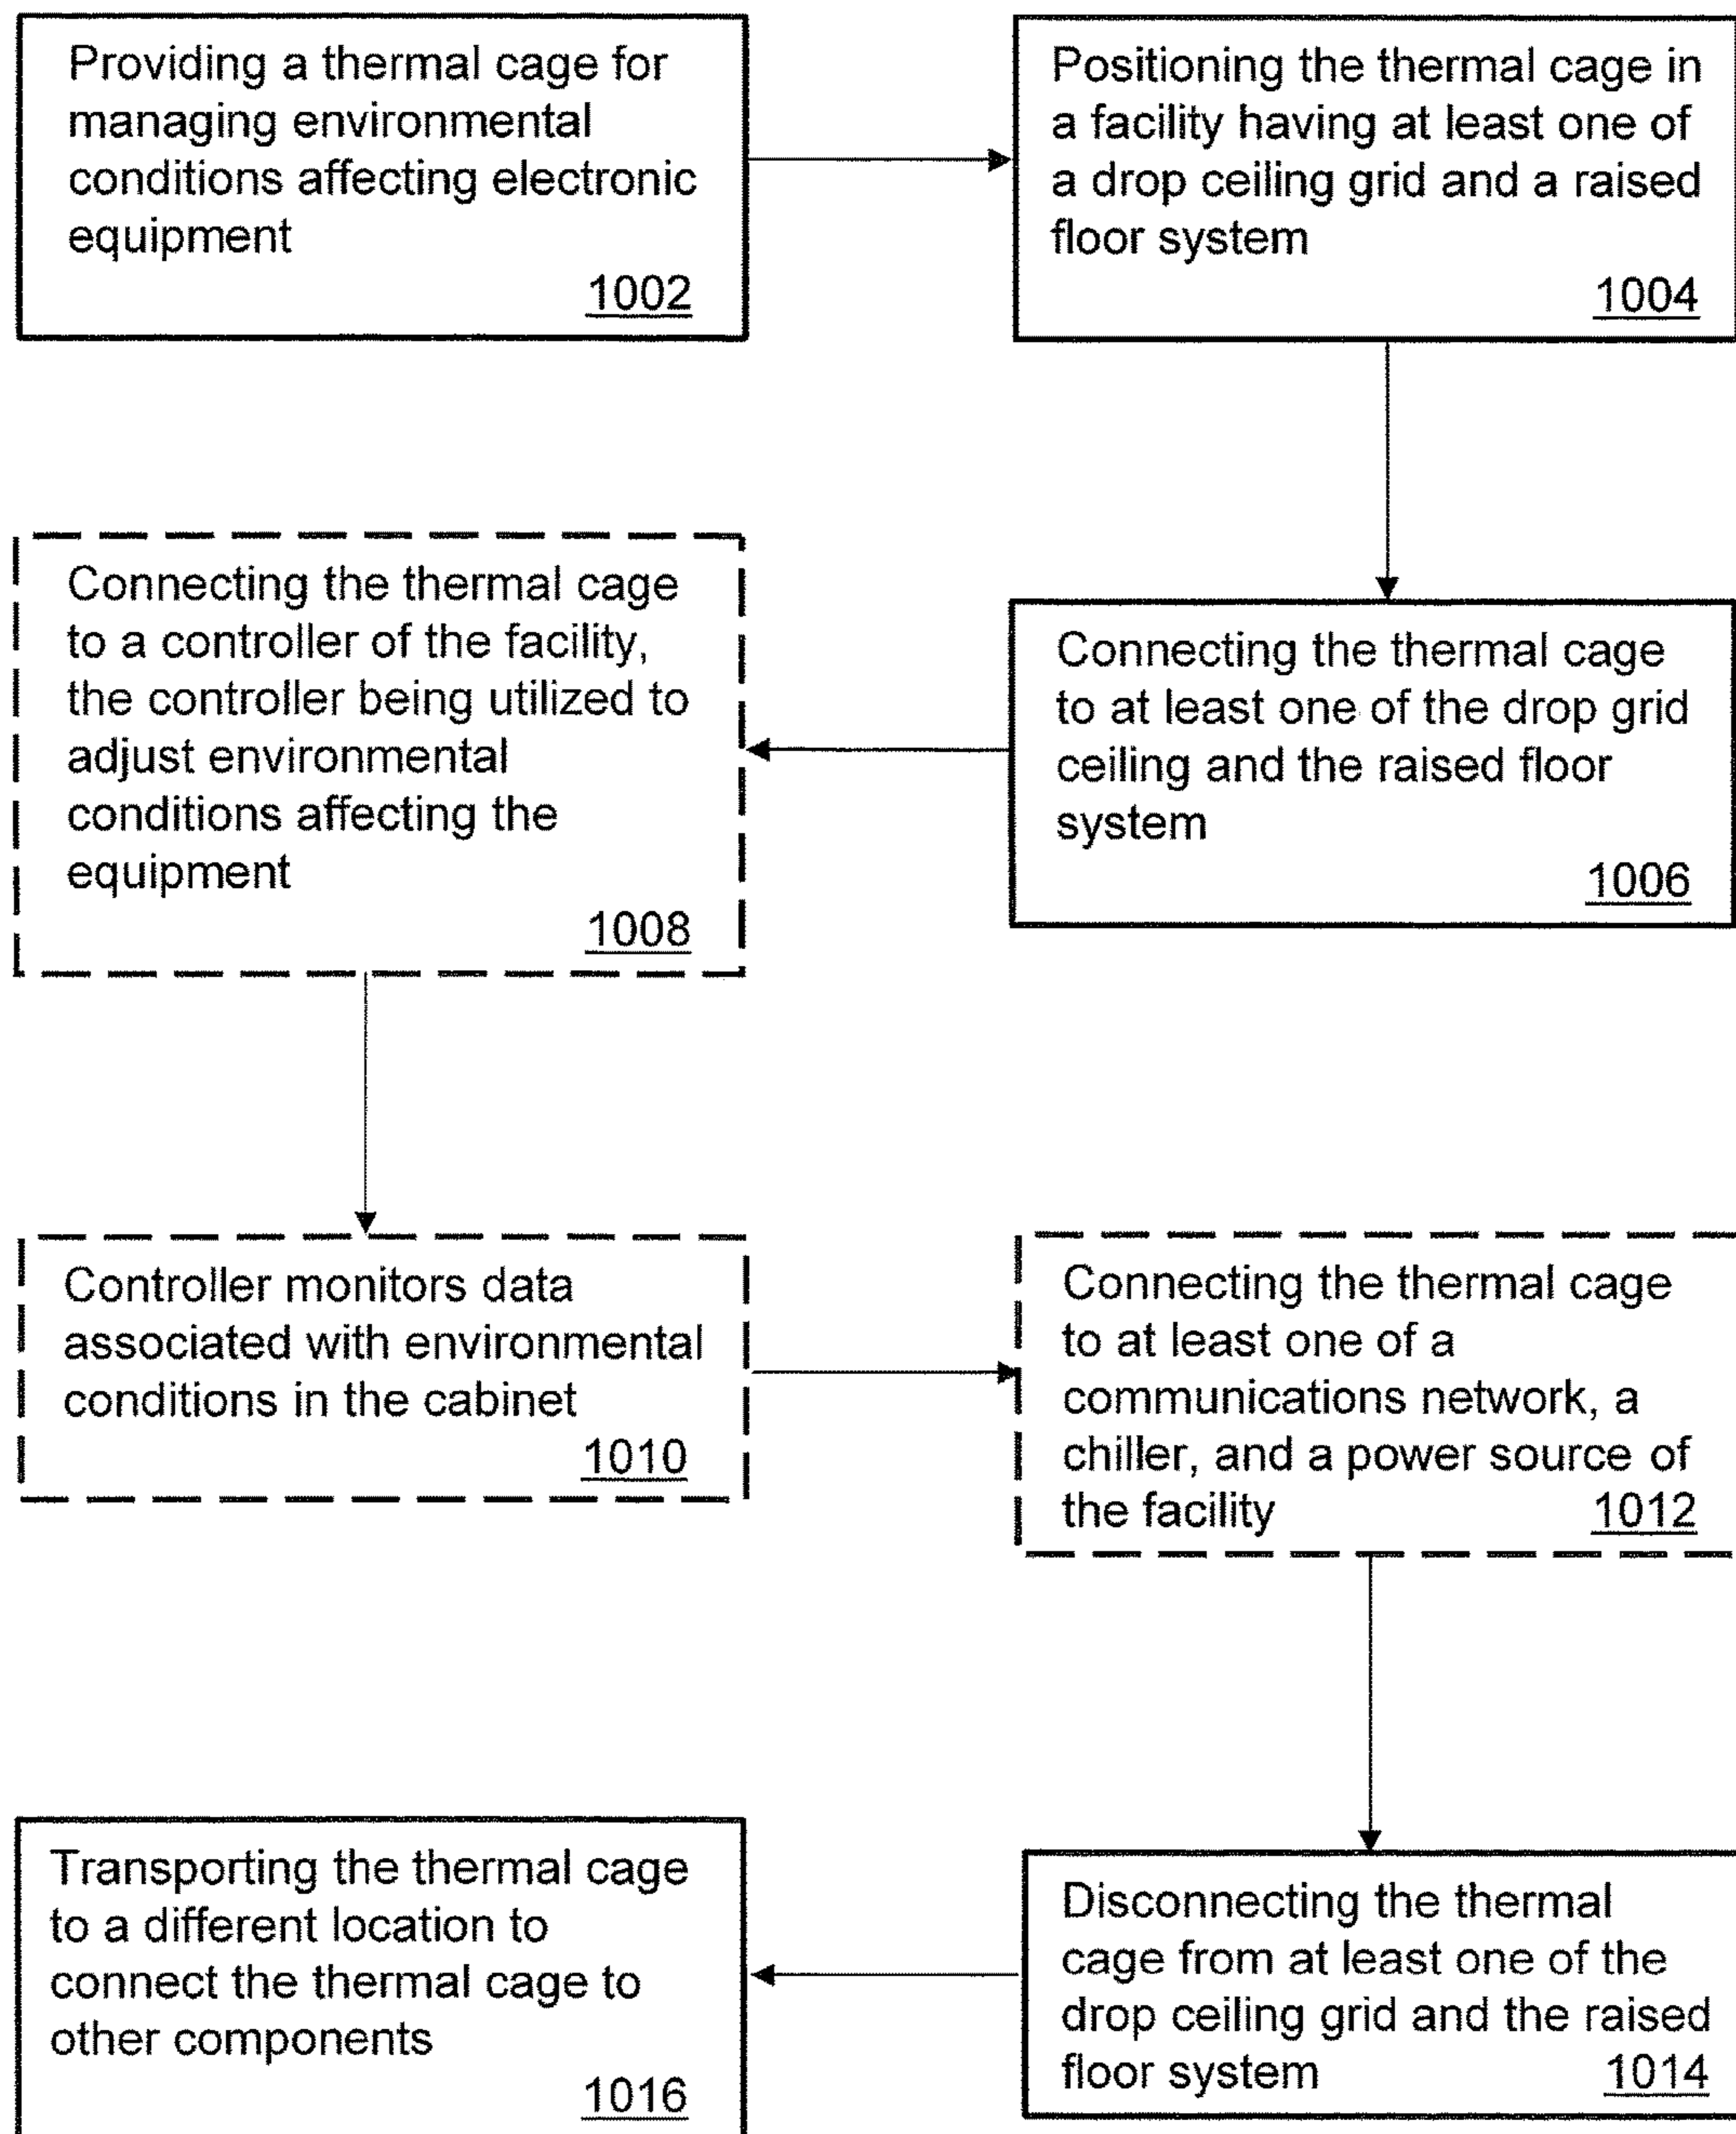 Providing a thermal cage for
managing environmental
conditions affecting electronic
equipment
1002
Positioning the thermal cage in
a facility having at least one of
a drop ceiling grid and a raised
floor system
1004
Connecting the thermal cage
to at least one of the drop grid
ceiling and the raised floor
system
1006
Connecting the thermal cage
to a controller of the facility,
the controller being utilized to
adjust environmental
conditions affecting the
equipment
1008
Controller monitors data
associated with environmental
conditions in the cabinet
1010
Connecting the thermal cage
to at least one of a
communications network, a
chiller, and a power source of
the facility 1012
Disconnecting the thermal
cage from at least one of the
drop ceiling grid and the raised
floor system 1014
Transporting the thermal cage
to a different location to
connect the thermal cage to
other components
1016